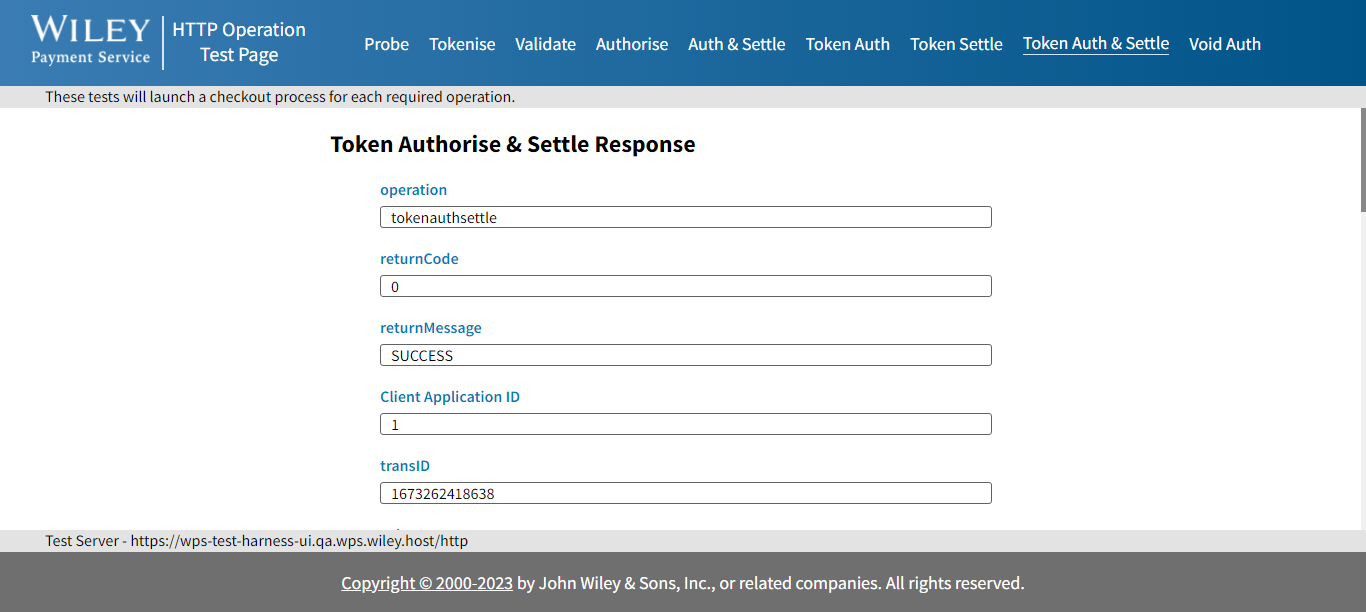 WILEY
Payment Service
HTTP Operation
Test Page
Probe Tokenise Validate Authorise Auth & Settle Token Auth Token Settle Token Auth & Settle Void Auth
These tests will launch a checkout process for each required operation.
Token Authorise & Settle Response
operation
tokenauthsettle
returnCode
0
returnMessage
SUCCESS
Client Application ID
1
transID
1673262418638
Test Server - https://wps-test-harness-ui.qa.wps.wiley.host/http
Copyright © 2000-2023 by John Wiley & Sons, Inc., or related companies. All rights reserved.